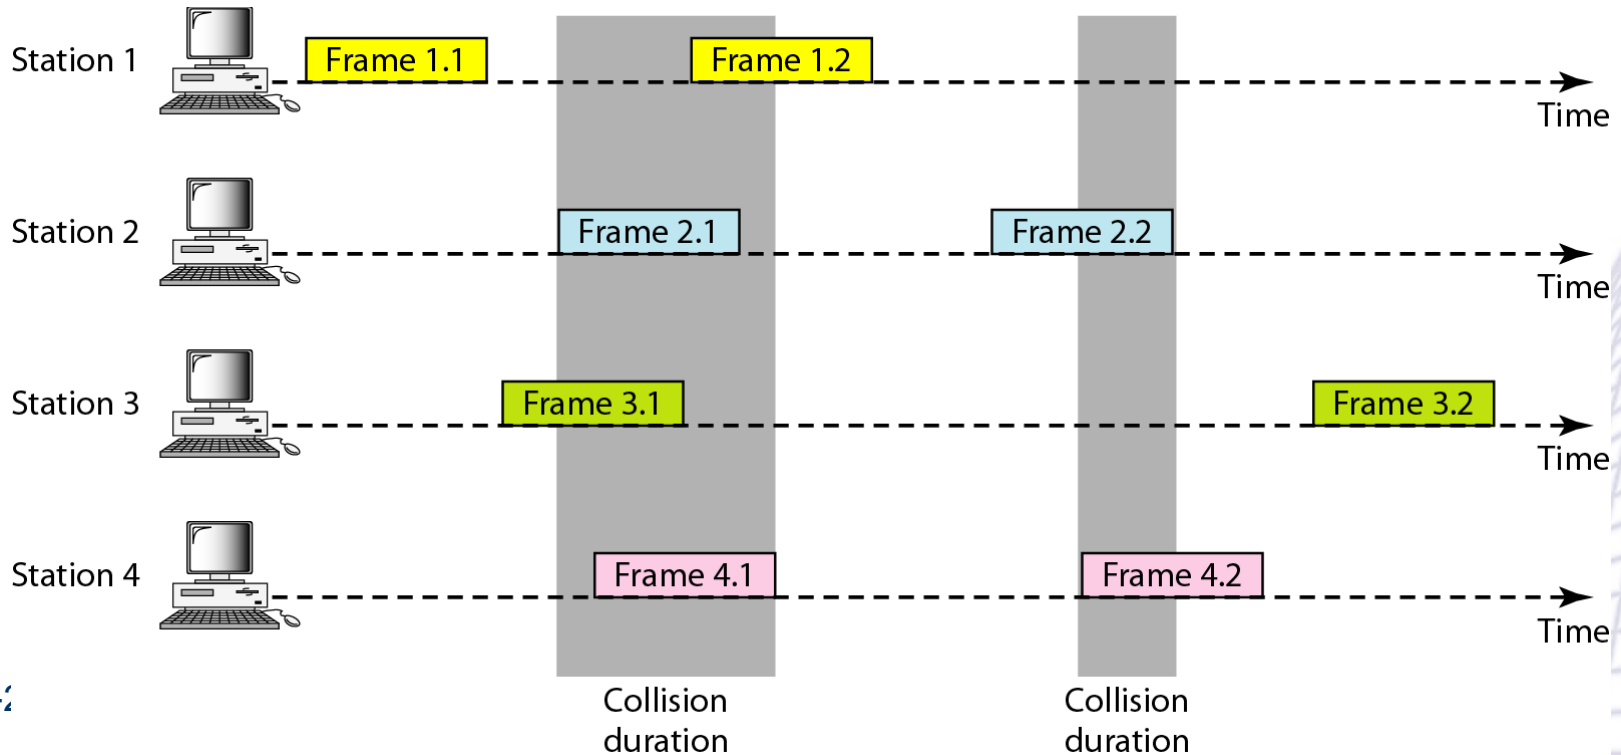 Station 1
Frame 1.1
Frame 1.2
Time
Station 2
Frame 2.1
Frame 2.2
Time
Station 3
Frame 3.1
Frame 3.2
Time
Station 4
Frame 4.1
Frame 4.2
Time
Collision
duration
Collision
duration